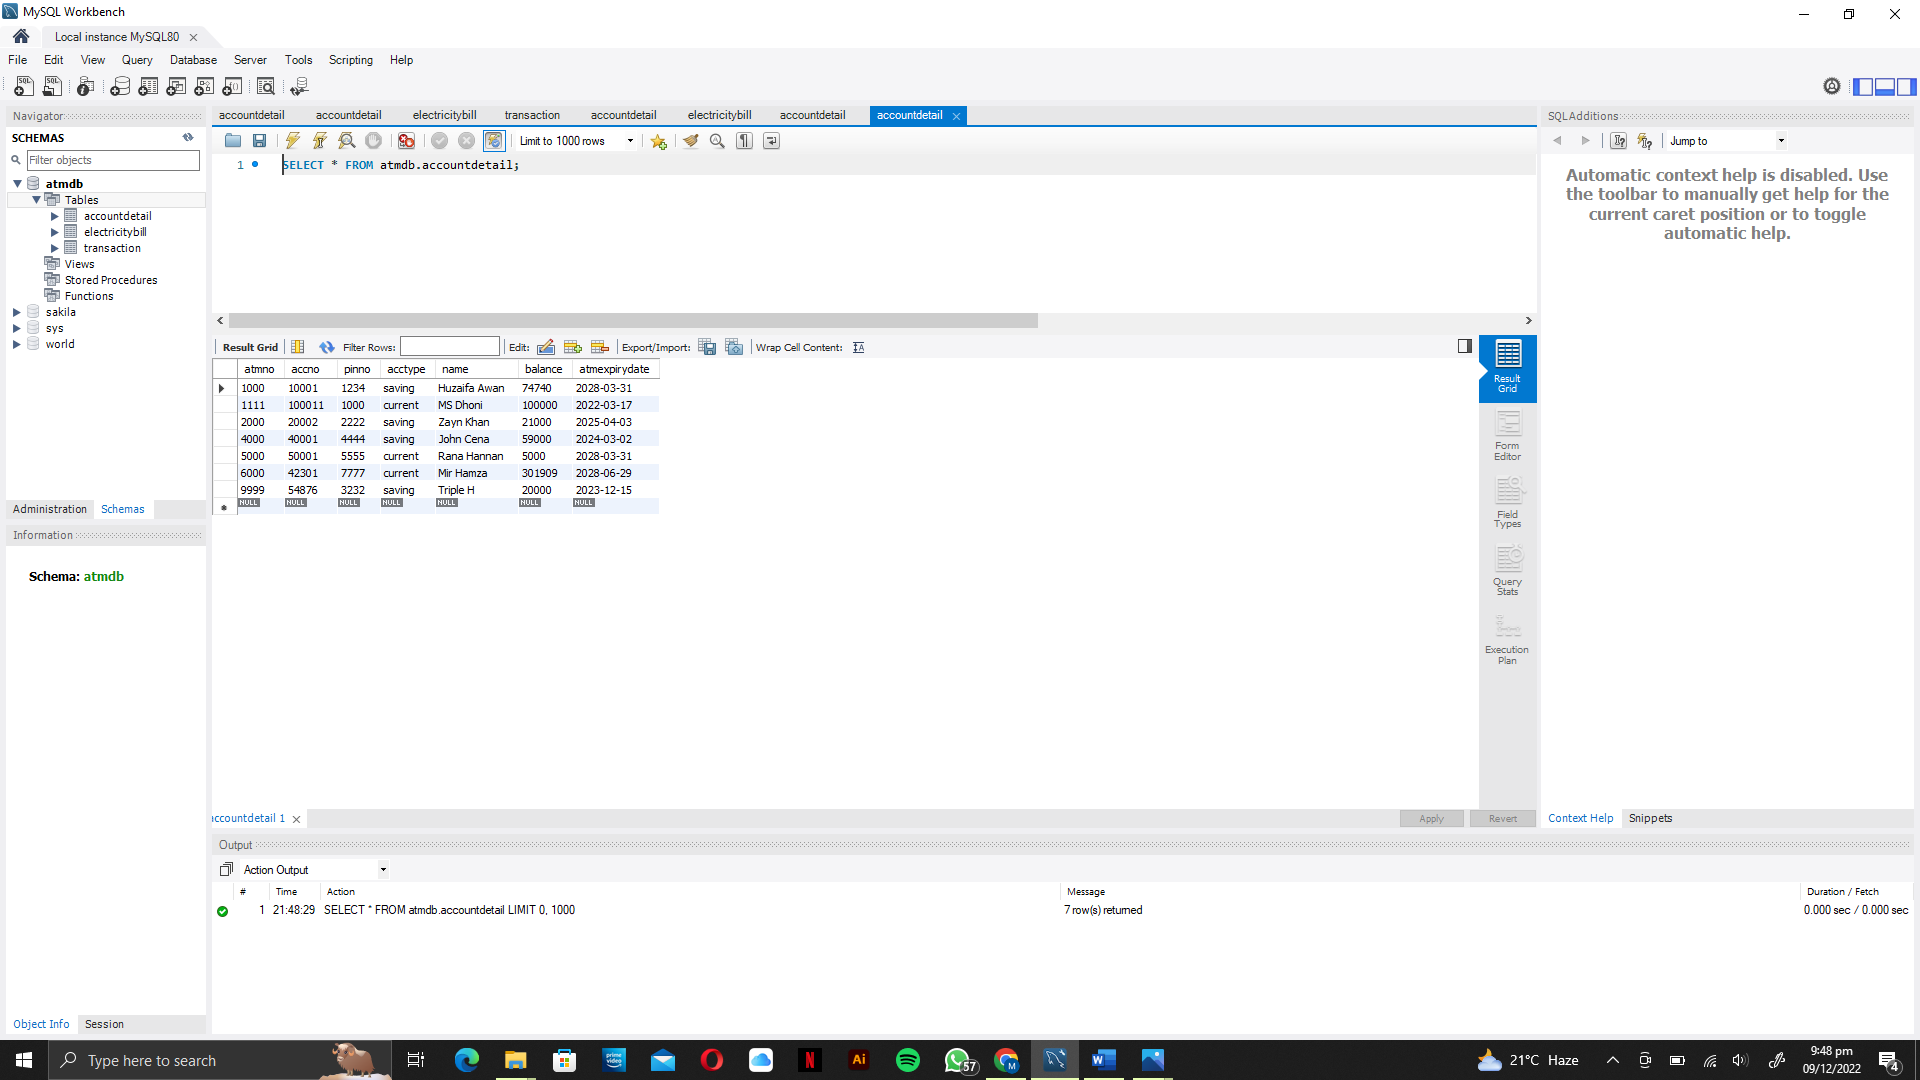 MySQL Workbench
Local instance MySQL80
File Edit View Query Database Server Tools Scripting Help
Navigator
SCHEMAS
Filter objects
atmdb
Tables
accountdetail
electricitybill
transaction
Views
Stored Procedures
Functions
sakila
sys
world
Administration Schemas
Information
Schema: atmdb
Object Info Session
accountdetail accountdetail electricitybill transaction accountdetail electricitybill accountdetail accountdetail
Limit to 1000 rows
1 SELECT * FROM atmdb.accountdetail;
Result Grid Filter Rows: Edit: Export/Import: Wrap Cell Content:
atmno accno pinno acctype name balance atmexpirydate
1000 10001 1234 saving Huzaifa Awan 74740 2028-03-31
1111 100011 1000 current MS Dhoni 100000 2022-03-17
2000 20002 2222 saving Zayn Khan 21000 2025-04-03
4000 40001 4444 saving John Cena 59000 2024-03-02
5000 50001 5555 current Rana Hannan 5000 2028-03-31
6000 42301 7777 current Mir Hamza 301909 2028-06-29
9999 54876 3232 saving Triple H 20000 2023-12-15
NULL NULL NULL NULL NULL NULL NULL
Result
Grid
Form
Editor
Field
Types
Query
Stats
Execution
Plan
accountdetail 1
Apply Revert
SQLAdditions
Jump to
Automatic context help is disabled. Use
the toolbar to manually get help for the
current caret position or to toggle
automatic help.
Context Help Snippets
Output
Action Output
# Time Action Message Duration / Fetch
1 21:48:29 SELECT * FROM atmdb.accountdetail LIMIT 0, 1000 7 row(s) returned 0.000 sec / 0.000 sec
Type here to search
prime video
N
Ai
57
M
W
21°C Haze
9:48 pm
09/12/2022
4